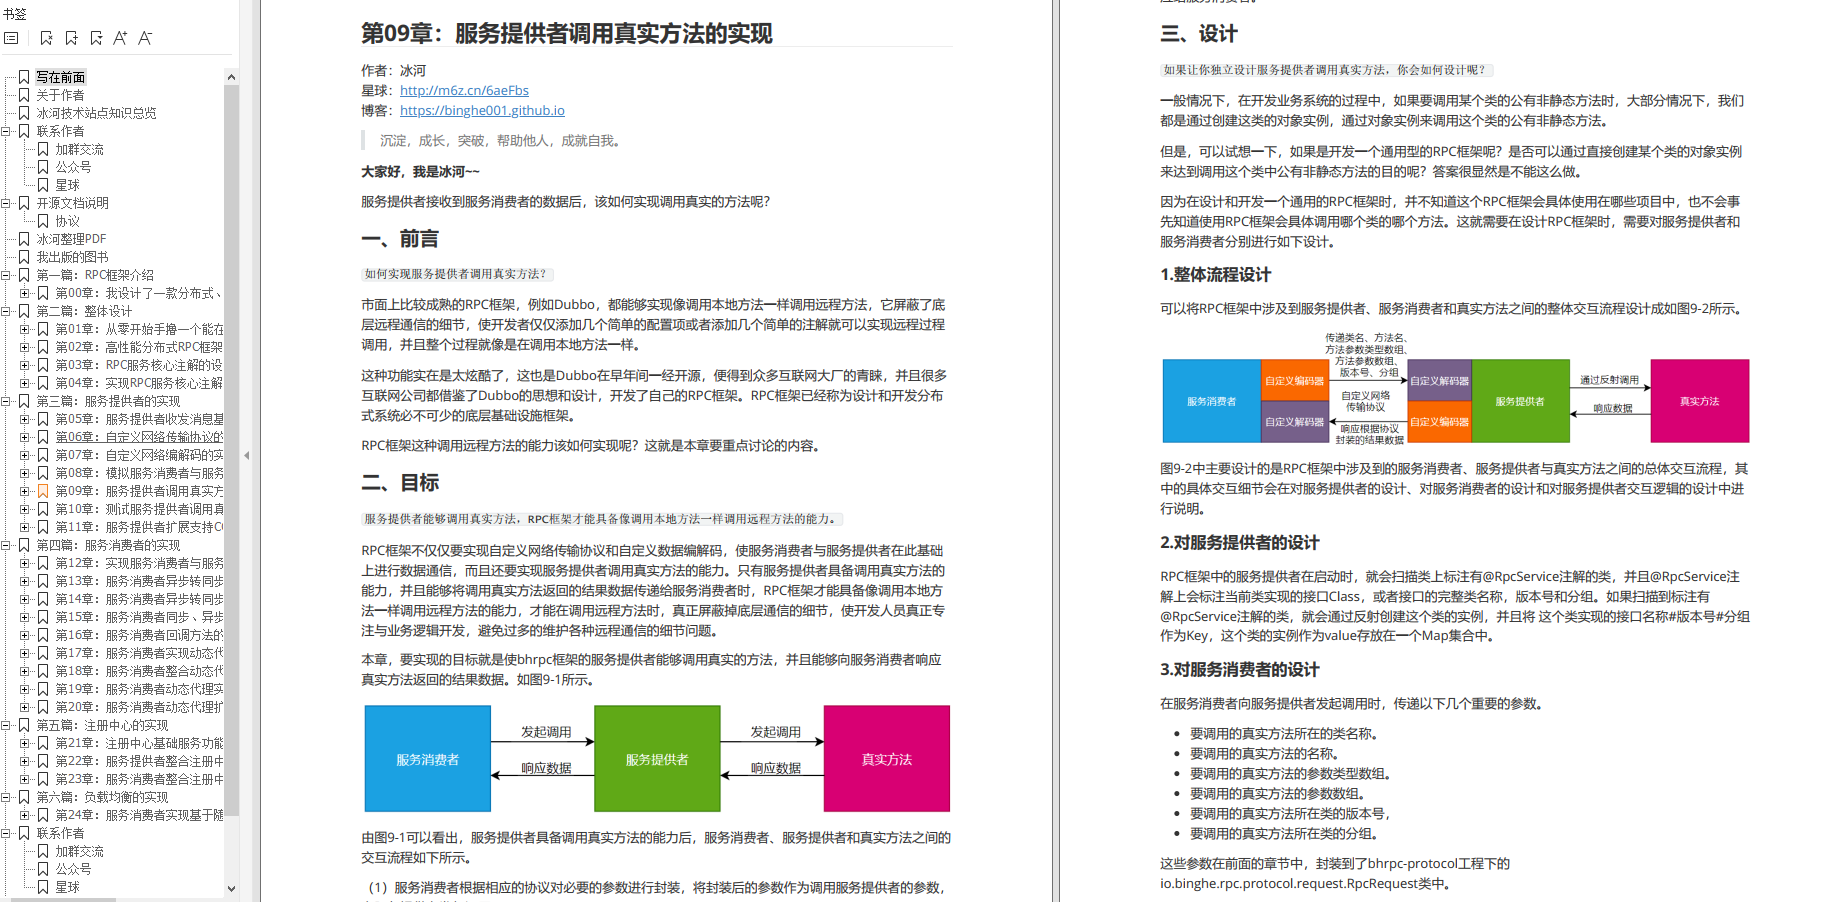 书签
写在前面
关于作者
冰河技术站点知识总览
联系作者
加群交流
公众号
星球
开源文档说明
协议
冰河整理PDF
我出版的图书
第一篇：RPC框架介绍
第00章：我设计了一款分布式、
第二篇：整体设计
第01章：从零开始手撸一个能在
第02章：高性能分布式RPC框架
第03章：RPC服务核心注解的设
第04章：实现RPC服务核心注解
第三篇：服务提供者的实现
第05章：服务提供者收发消息基
第06章：自定义网络传输协议的
第07章：自定义网络编解码的实
第08章：模拟服务消费者与服务
第09章：服务提供者调用真实方
第10章：测试服务提供者调用真
第11章：服务提供者扩展支持C
第四篇：服务消费者的实现
第12章：实现服务消费者与服务
第13章：服务消费者异步转同步
第14章：服务消费者异步转同步
第15章：服务消费者同步、异步
第16章：服务消费者回调方法的
第17章：服务消费者实现动态代
第18章：服务消费者整合动态代
第19章：服务消费者动态代理实
第20章：服务消费者动态代理扩
第五篇：注册中心的实现
第21章：注册中心基础服务功能
第22章：服务提供者整合注册中
第23章：服务消费者整合注册中
第六篇：负载均衡的实现
第24章：服务消费者实现基于随
联系作者
加群交流
公众号
星球
第09章：服务提供者调用真实方法的实现
作者：冰河
星球：http://m6z.cn/6aeFbs
博客：https://binghe001.github.io
沉淀，成长，突破，帮助他人，成就自我。
大家好，我是冰河~~
服务提供者接收到服务消费者的数据后，该如何实现调用真实的方法呢？
一、前言
如何实现服务提供者调用真实方法？
市面上比较成熟的RPC框架，例如Dubbo，都能够实现像调用本地方法一样调用远程方法，它屏蔽了底
层远程通信的细节，使开发者仅仅添加几个简单的配置项或者添加几个简单的注解就可以实现远程过程
调用，并且整个过程就像是在调用本地方法一样。
这种功能实在是太炫酷了，这也是Dubbo在早年间一经开源，便得到众多互联网大厂的青睐，并且很多
互联网公司都借鉴了Dubbo的思想和设计，开发了自己的RPC框架。RPC框架已经称为设计和开发分布
式系统必不可少的底层基础设施框架。
RPC框架这种调用远程方法的能力该如何实现呢？这就是本章要重点讨论的内容。
二、目标
服务提供者能够调用真实方法，RPC框架才能具备像调用本地方法一样调用远程方法的能力。
RPC框架不仅仅要实现自定义网络传输协议和自定义数据编解码，使服务消费者与服务提供者在此基础
上进行数据通信，而且还要实现服务提供者调用真实方法的能力。只有服务提供者具备调用真实方法的
能力，并且能够将调用真实方法返回的结果数据传递给服务消费者时，RPC框架才能具备像调用本地方
法一样调用远程方法的能力，才能在调用远程方法时，真正屏蔽掉底层通信的细节，使开发人员真正专
注与业务逻辑开发，避免过多的维护各种远程通信的细节问题。
本章，要实现的目标就是使bhrpc框架的服务提供者能够调用真实的方法，并且能够向服务消费者响应
真实方法返回的结果数据。如图9-1所示。
服务消费者
发起调用
响应数据
服务提供者
发起调用
响应数据
真实方法
由图9-1可以看出，服务提供者具备调用真实方法的能力后，服务消费者、服务提供者和真实方法之间的
交互流程如下所示。
（1）服务消费者根据相应的协议对必要的参数进行封装，将封装后的参数作为调用服务提供者的参数，
三、设计
如果让你独立设计服务提供者调用真实方法，你会如何设计呢？
一般情况下，在开发业务系统的过程中，如果要调用某个类的公有非静态方法时，大部分情况下，我们
都是通过创建这类的对象实例，通过对象实例来调用这个类的公有非静态方法。
但是，可以试想一下，如果是开发一个通用型的RPC框架呢？是否可以通过直接创建某个类的对象实例
来达到调用这个类中公有非静态方法的目的呢？答案很显然是不能这么做。
因为在设计和开发一个通用的RPC框架时，并不知道这个RPC框架会具体使用在哪些项目中，也不会事
先知道使用RPC框架会具体调用哪个类的哪个方法。这就需要在设计RPC框架时，需要对服务提供者和
服务消费者分别进行如下设计。
1.整体流程设计
可以将RPC框架中涉及到服务提供者、服务消费者和真实方法之间的整体交互流程设计成如图9-2所示。
服务消费者
自定义编码器
自定义解码器
传递类名、方法名、
方法参数类型数组、
方法参数数组、
版本号、分组
自定义网络
传输协议
响应根据协议
封装的结果数据
自定义解码器
自定义编码器
服务提供者
通过反射调用
响应数据
真实方法
图9-2中主要设计的是RPC框架中涉及到的服务消费者、服务提供者与真实方法之间的总体交互流程，其
中的具体交互细节会在对服务提供者的设计、对服务消费者的设计和对服务提供者交互逻辑的设计中进
行说明。
2.对服务提供者的设计
RPC框架中的服务提供者在启动时，就会扫描类上标注有@RpcService注解的类，并且@RpcService注
解上会标注当前类实现的接口Class，或者接口的完整类名称，版本号和分组。如果扫描到标注有
@RpcService注解的类，就会通过反射创建这个类的实例，并且将 这个类实现的接口名称#版本号#分组
作为Key，这个类的实例作为value存放在一个Map集合中。
3.对服务消费者的设计
在服务消费者向服务提供者发起调用时，传递以下几个重要的参数。
• 要调用的真实方法所在的类名称。
• 要调用的真实方法的名称。
• 要调用的真实方法的参数类型数组。
• 要调用的真实方法的参数数组。
• 要调用的真实方法所在类的版本号，
• 要调用的真实方法所在类的分组。
这些参数在前面的章节中，封装到了bhrpc-protocol工程下的
io.binghe.rpc.protocol.request.RpcRequest类中。